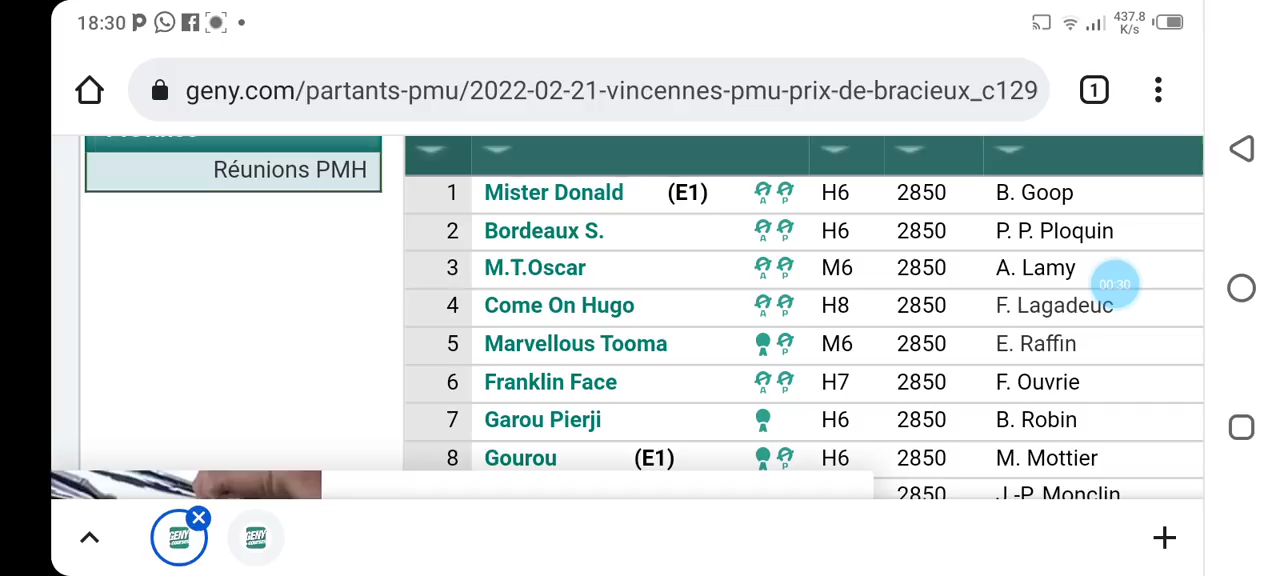 18:30 P 437.8 K/s
geny.com/partants-pmu/2022-02-21-vincennes-pmu-prix-de-bracieux_c129 1
Réunions PMH
1 Mister Donald (E1) A P H6 2850 B. Goop
2 Bordeaux S. A P H6 2850 P. P. Ploquin
3 M.T.Oscar A P M6 2850 A. Lamy
00:30
4 Come On Hugo A P H8 2850 F. Lagadeuc
5 Marvellous Tooma A P M6 2850 E. Raffin
6 Franklin Face A P H7 2850 F. Ouvrie
7 Garou Pierji A H6 2850 B. Robin
8 Gourou (E1) A P H6 2850 M. Mottier
2850 J.-P. Monclin
GENY GENY